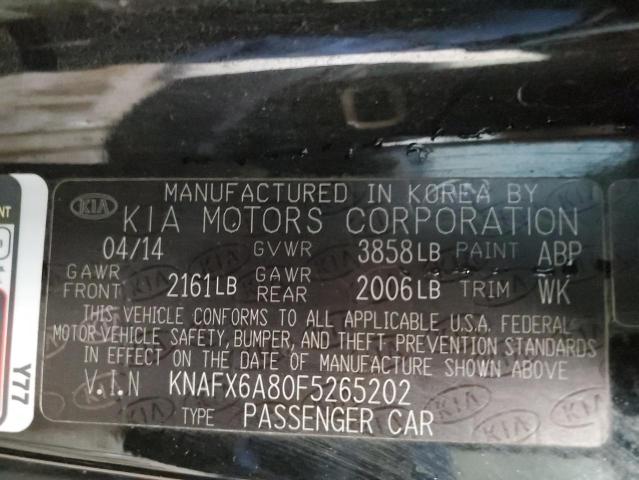 MANUFACTURED IN KOREA BY
KIA KIA MOTORS CORPORATION
04/14 GVWR 3858LB PAINT ABP
GAWR FRONT 2161LB GAWR REAR 2006LB TRIM WK
THIS VEHICLE CONFORMS TO ALL APPLICABLE U.S.A. FEDERAL
MOTOR VEHICLE SAFETY, BUMPER, AND THEFT PREVENTION STANDARDS
IN EFFECT ON THE DATE OF MANUFACTURE SHOWN ABOVE
V.I.N KNAFX6A80F5265202
TYPE PASSENGER CAR
Y77